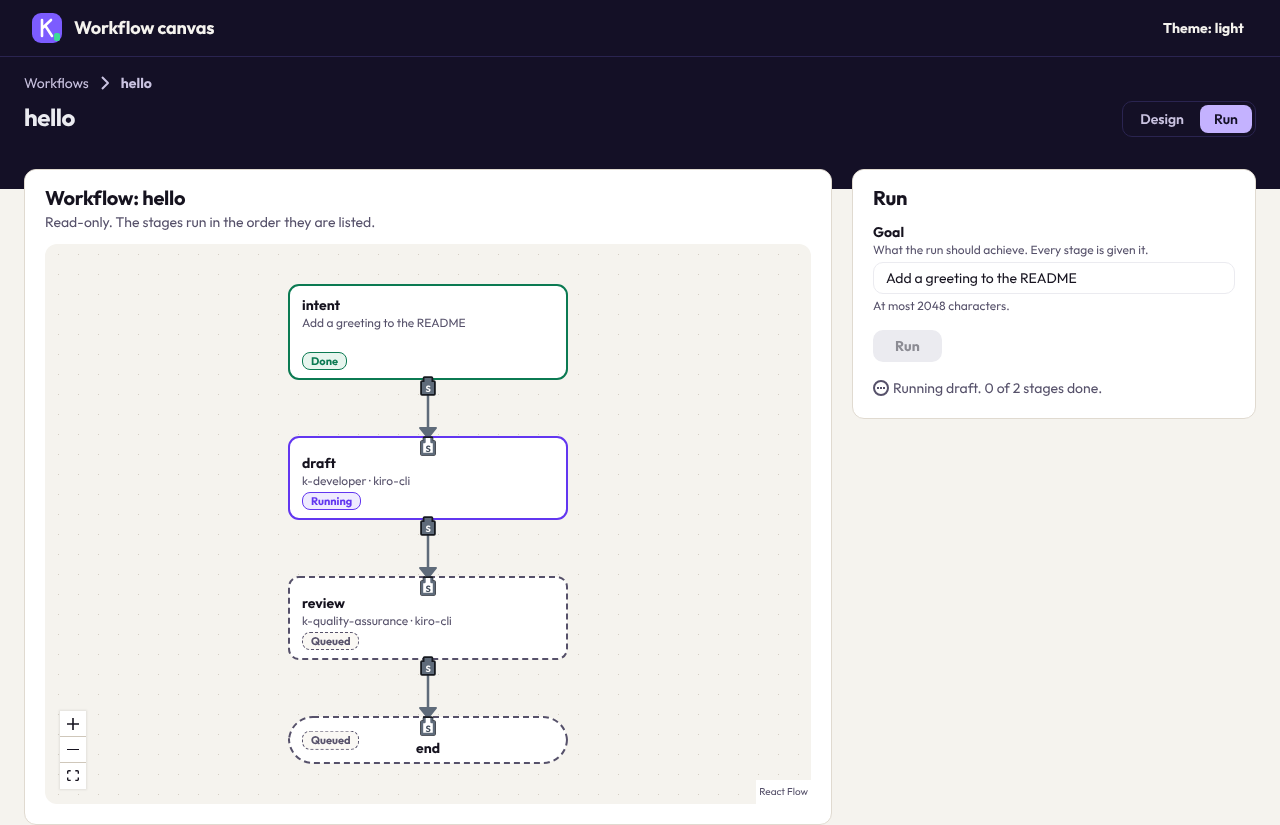 K Workflow canvas
Theme: light
Workflows hello
hello
Design Run
Workflow: hello
Read-only. The stages run in the order they are listed.
intent
Add a greeting to the README
Done
S
S
draft
k-developer · kiro-cli
Running
S
S
review
k-quality-assurance · kiro-cli
Queued
S
S
Queued
end
React Flow
Run
Goal
What the run should achieve. Every stage is given it.
Add a greeting to the README
At most 2048 characters.
Run
Running draft. 0 of 2 stages done.